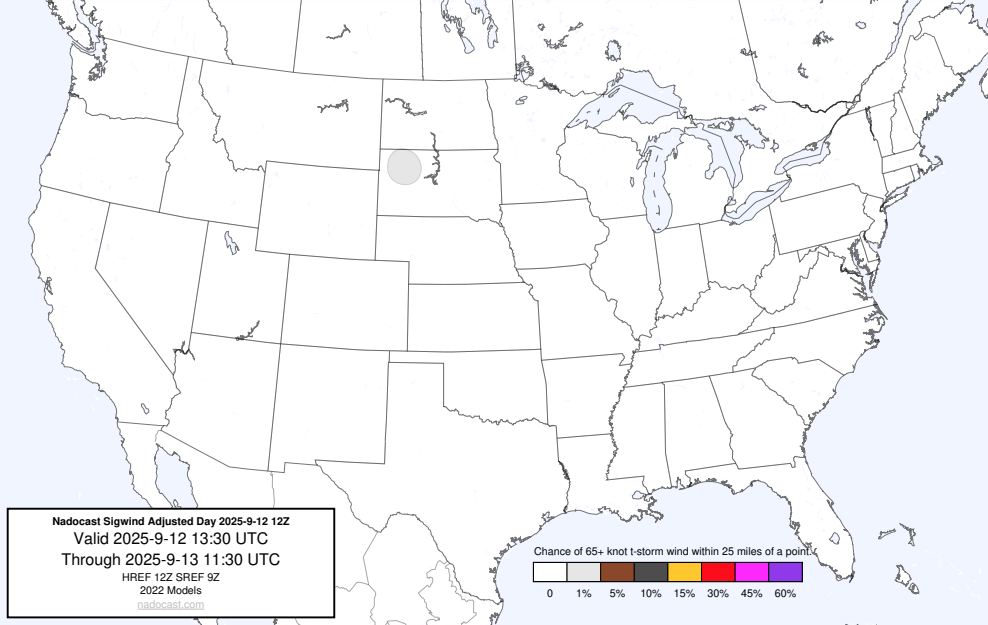 Nadocast Sigwind Adjusted Day 2025-9-12 12Z
Valid 2025-9-12 13:30 UTC
Through 2025-9-13 11:30 UTC
HREF 12Z SREF 9Z
2022 Models
nadocast.com
Chance of 65+ knot t-storm wind within 25 miles of a point.
0 1% 5% 10% 15% 30% 45% 60%